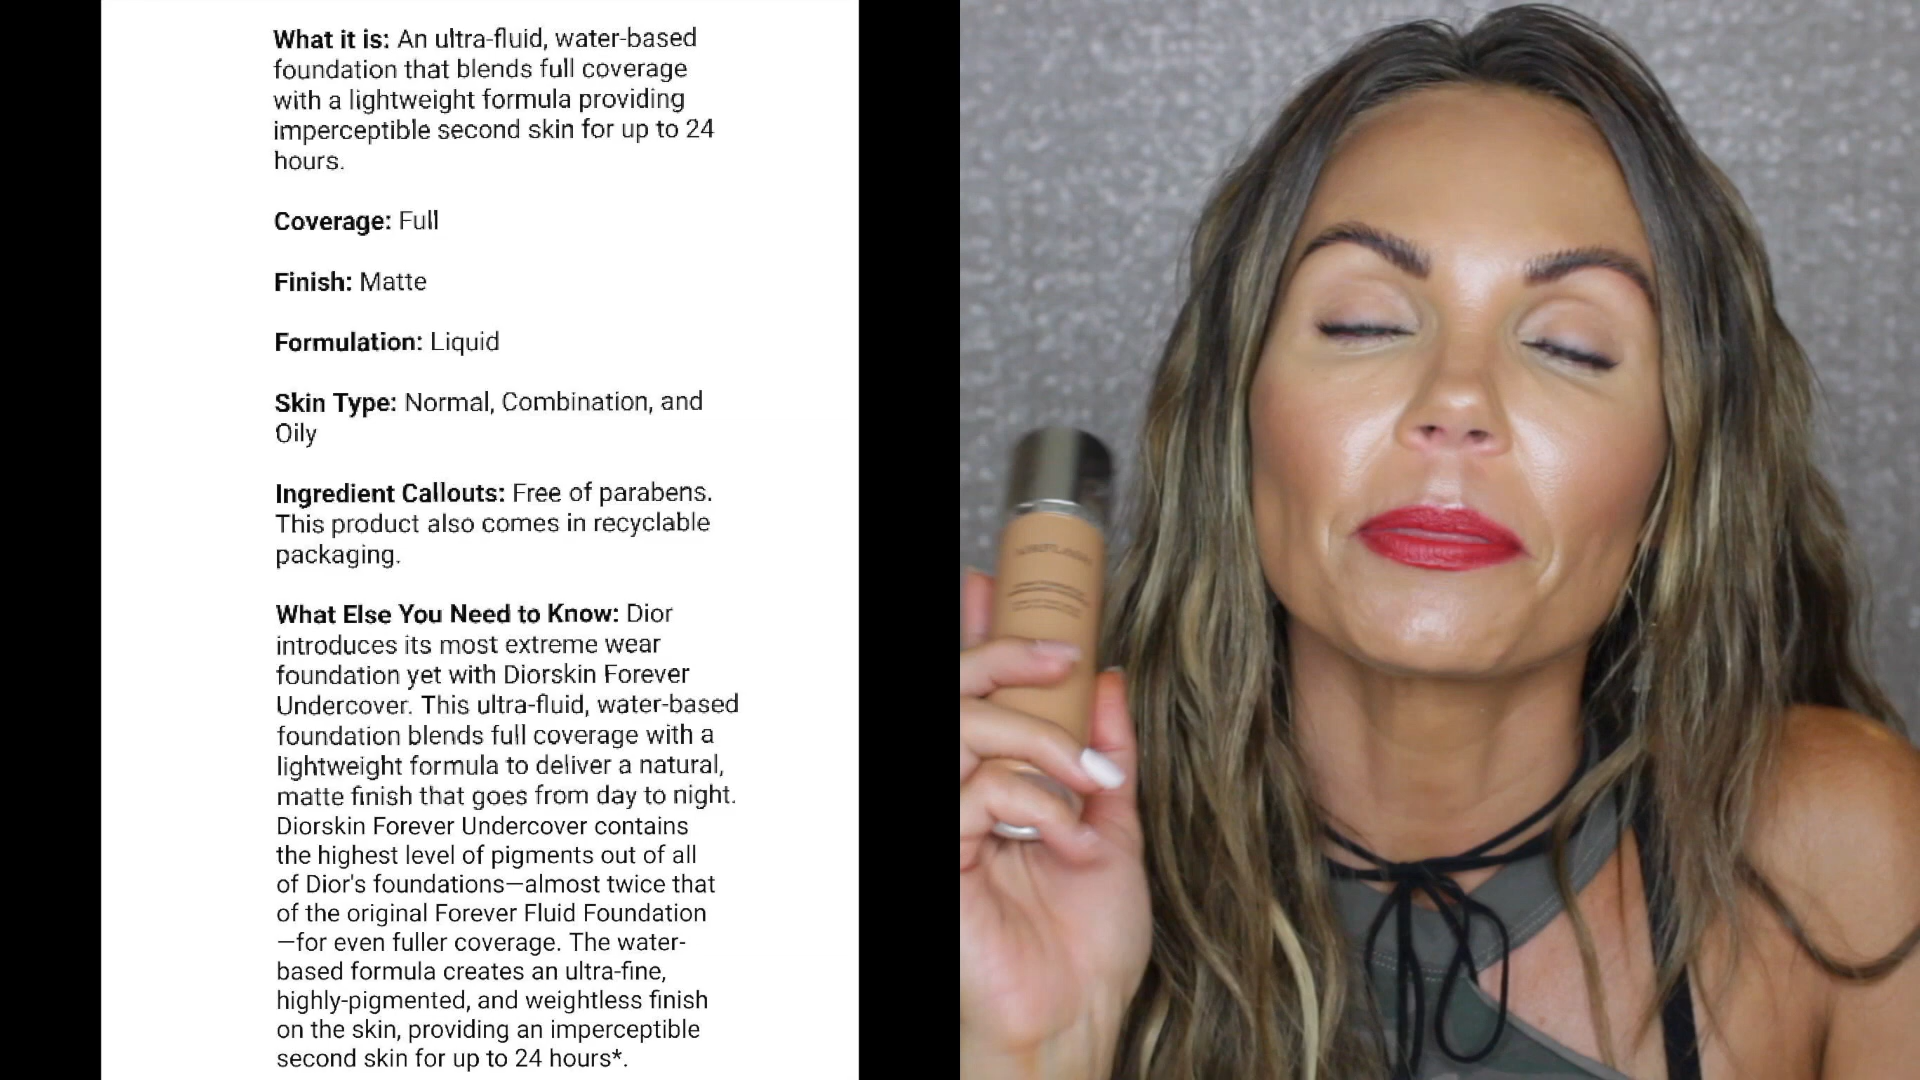 What it is: An ultra-fluid, water-based
foundation that blends full coverage
with a lightweight formula providing
imperceptible second skin for up to 24
hours.
Coverage: Full
Finish: Matte
Formulation: Liquid
Skin Type: Normal, Combination, and
Oily
Ingredient Callouts: Free of parabens.
This product also comes in recyclable
packaging.
What Else You Need to Know: Dior
introduces its most extreme wear
foundation yet with Diorskin Forever
Undercover. This ultra-fluid, water-based
foundation blends full coverage with a
lightweight formula to deliver a natural,
matte finish that goes from day to night.
Diorskin Forever Undercover contains
the highest level of pigments out of all
of Dior's foundations—almost twice that
of the original Forever Fluid Foundation
—for even fuller coverage. The water-
based formula creates an ultra-fine,
highly-pigmented, and weightless finish
on the skin, providing an imperceptible
second skin for up to 24 hours*.